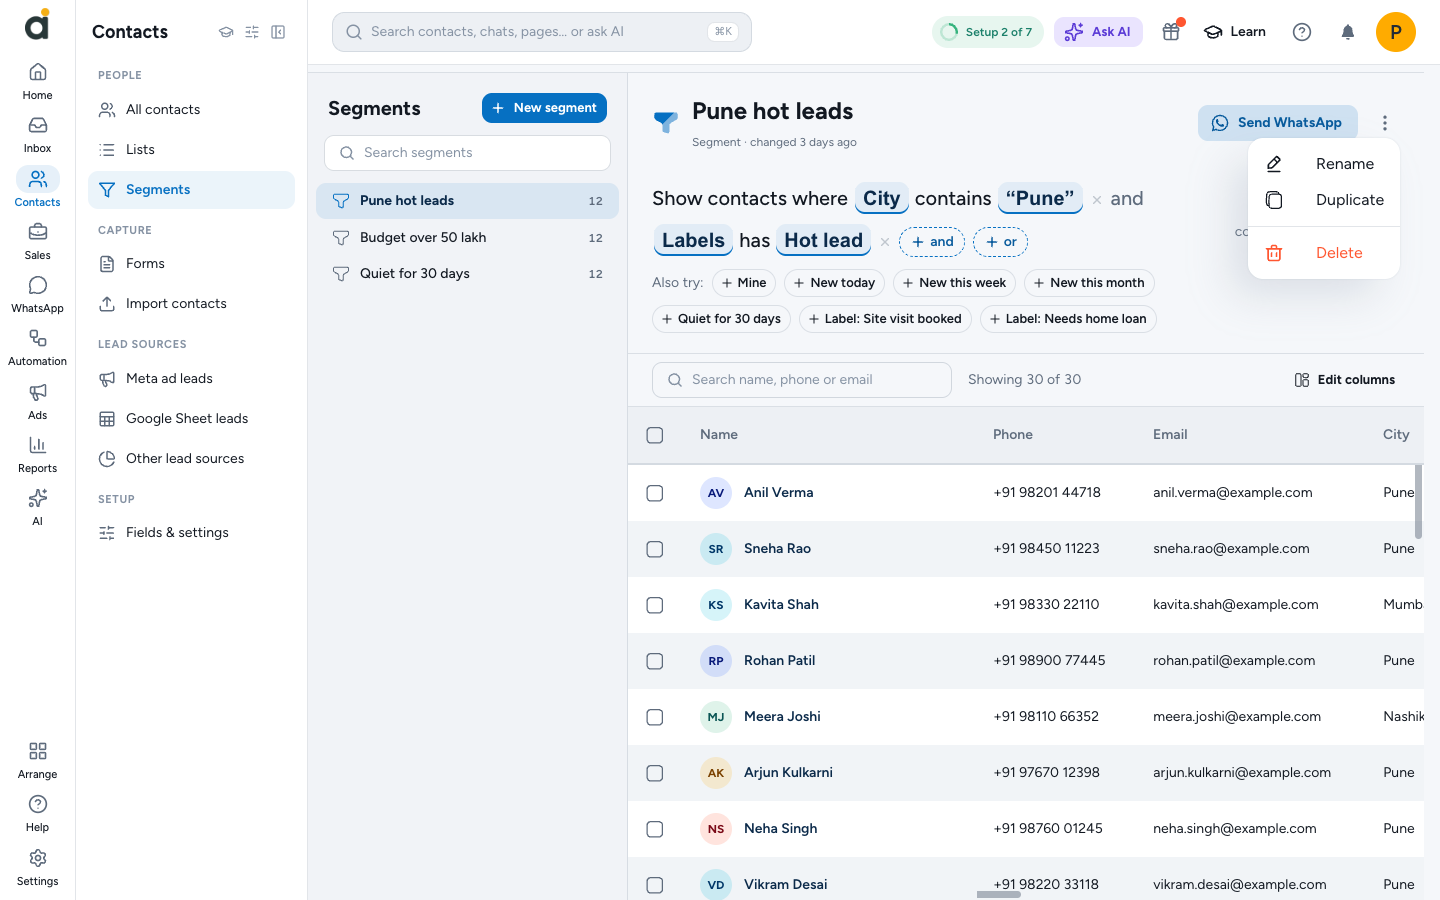 Contacts
Search contacts, chats, pages... or ask AI
⌘K
Setup 2 of 7
Ask AI
Learn
P
Home
Inbox
Contacts
Sales
WhatsApp
Automation
Ads
Reports
AI
Arrange
Help
Settings
PEOPLE
All contacts
Lists
Segments
CAPTURE
Forms
Import contacts
LEAD SOURCES
Meta ad leads
Google Sheet leads
Other lead sources
SETUP
Fields & settings
Segments
+ New segment
Search segments
Pune hot leads 12
Budget over 50 lakh 12
Quiet for 30 days 12
Pune hot leads
Segment · changed 3 days ago
Send WhatsApp
Rename
Duplicate
Delete
Show contacts where City contains “Pune” × and
Labels has Hot lead × + and + or
Also try: + Mine + New today + New this week + New this month
+ Quiet for 30 days + Label: Site visit booked + Label: Needs home loan
Search name, phone or email
Showing 30 of 30
Edit columns
Name Phone Email City
AV Anil Verma +91 98201 44718 anil.verma@example.com Pune
SR Sneha Rao +91 98450 11223 sneha.rao@example.com Pune
KS Kavita Shah +91 98330 22110 kavita.shah@example.com Mumb
RP Rohan Patil +91 98900 77445 rohan.patil@example.com Pune
MJ Meera Joshi +91 98110 66352 meera.joshi@example.com Nashik
AK Arjun Kulkarni +91 97670 12398 arjun.kulkarni@example.com Pune
NS Neha Singh +91 98760 01245 neha.singh@example.com Pune
VD Vikram Desai +91 98220 33118 vikram.desai@example.com Pune